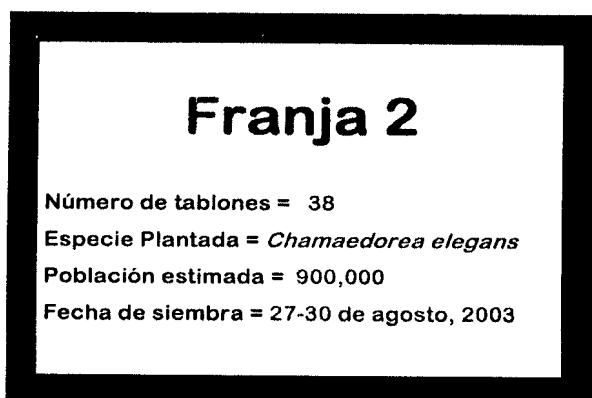 Franja 2
Número de tablones = 38
Especie Plantada = Chamaedorea elegans
Población estimada = 900,000
Fecha de siembra = 27-30 de agosto, 2003